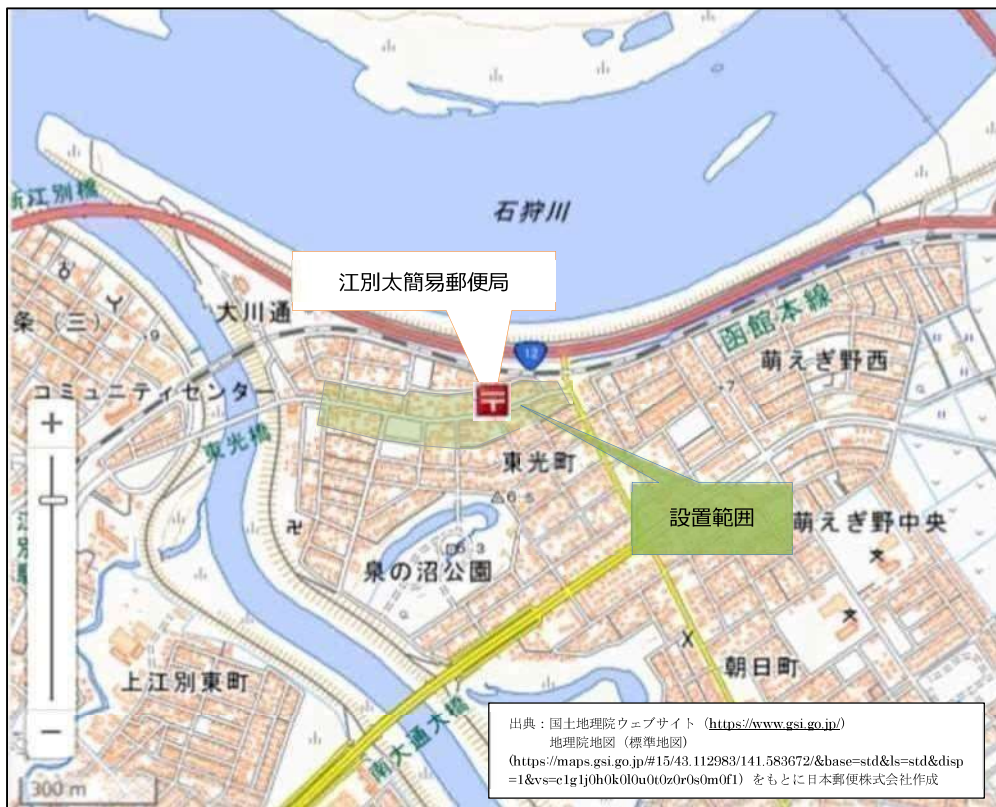 新江別橋
石狩川
江別太簡易郵便局
大川通
函館本線
12
条(三)
9
萌えぎ野西
7
コミュニティセンター
+
東光橋
東光町
6 5
設置範囲
萌えぎ野中央
卍
5 3
泉の沼公園
文
文
朝日町
上江別東町
南大通大橋
−
300 m
出典:国土地理院ウェブサイト(https://www.gsi.go.jp/)
地理院地図(標準地図)
(https://maps.gsi.go.jp/#15/43.112983/141.583672/&base=std&ls=std&disp
=1&vs=c1g1j0h0k0l0u0t0z0r0s0m0f1)をもとに日本郵便株式会社作成